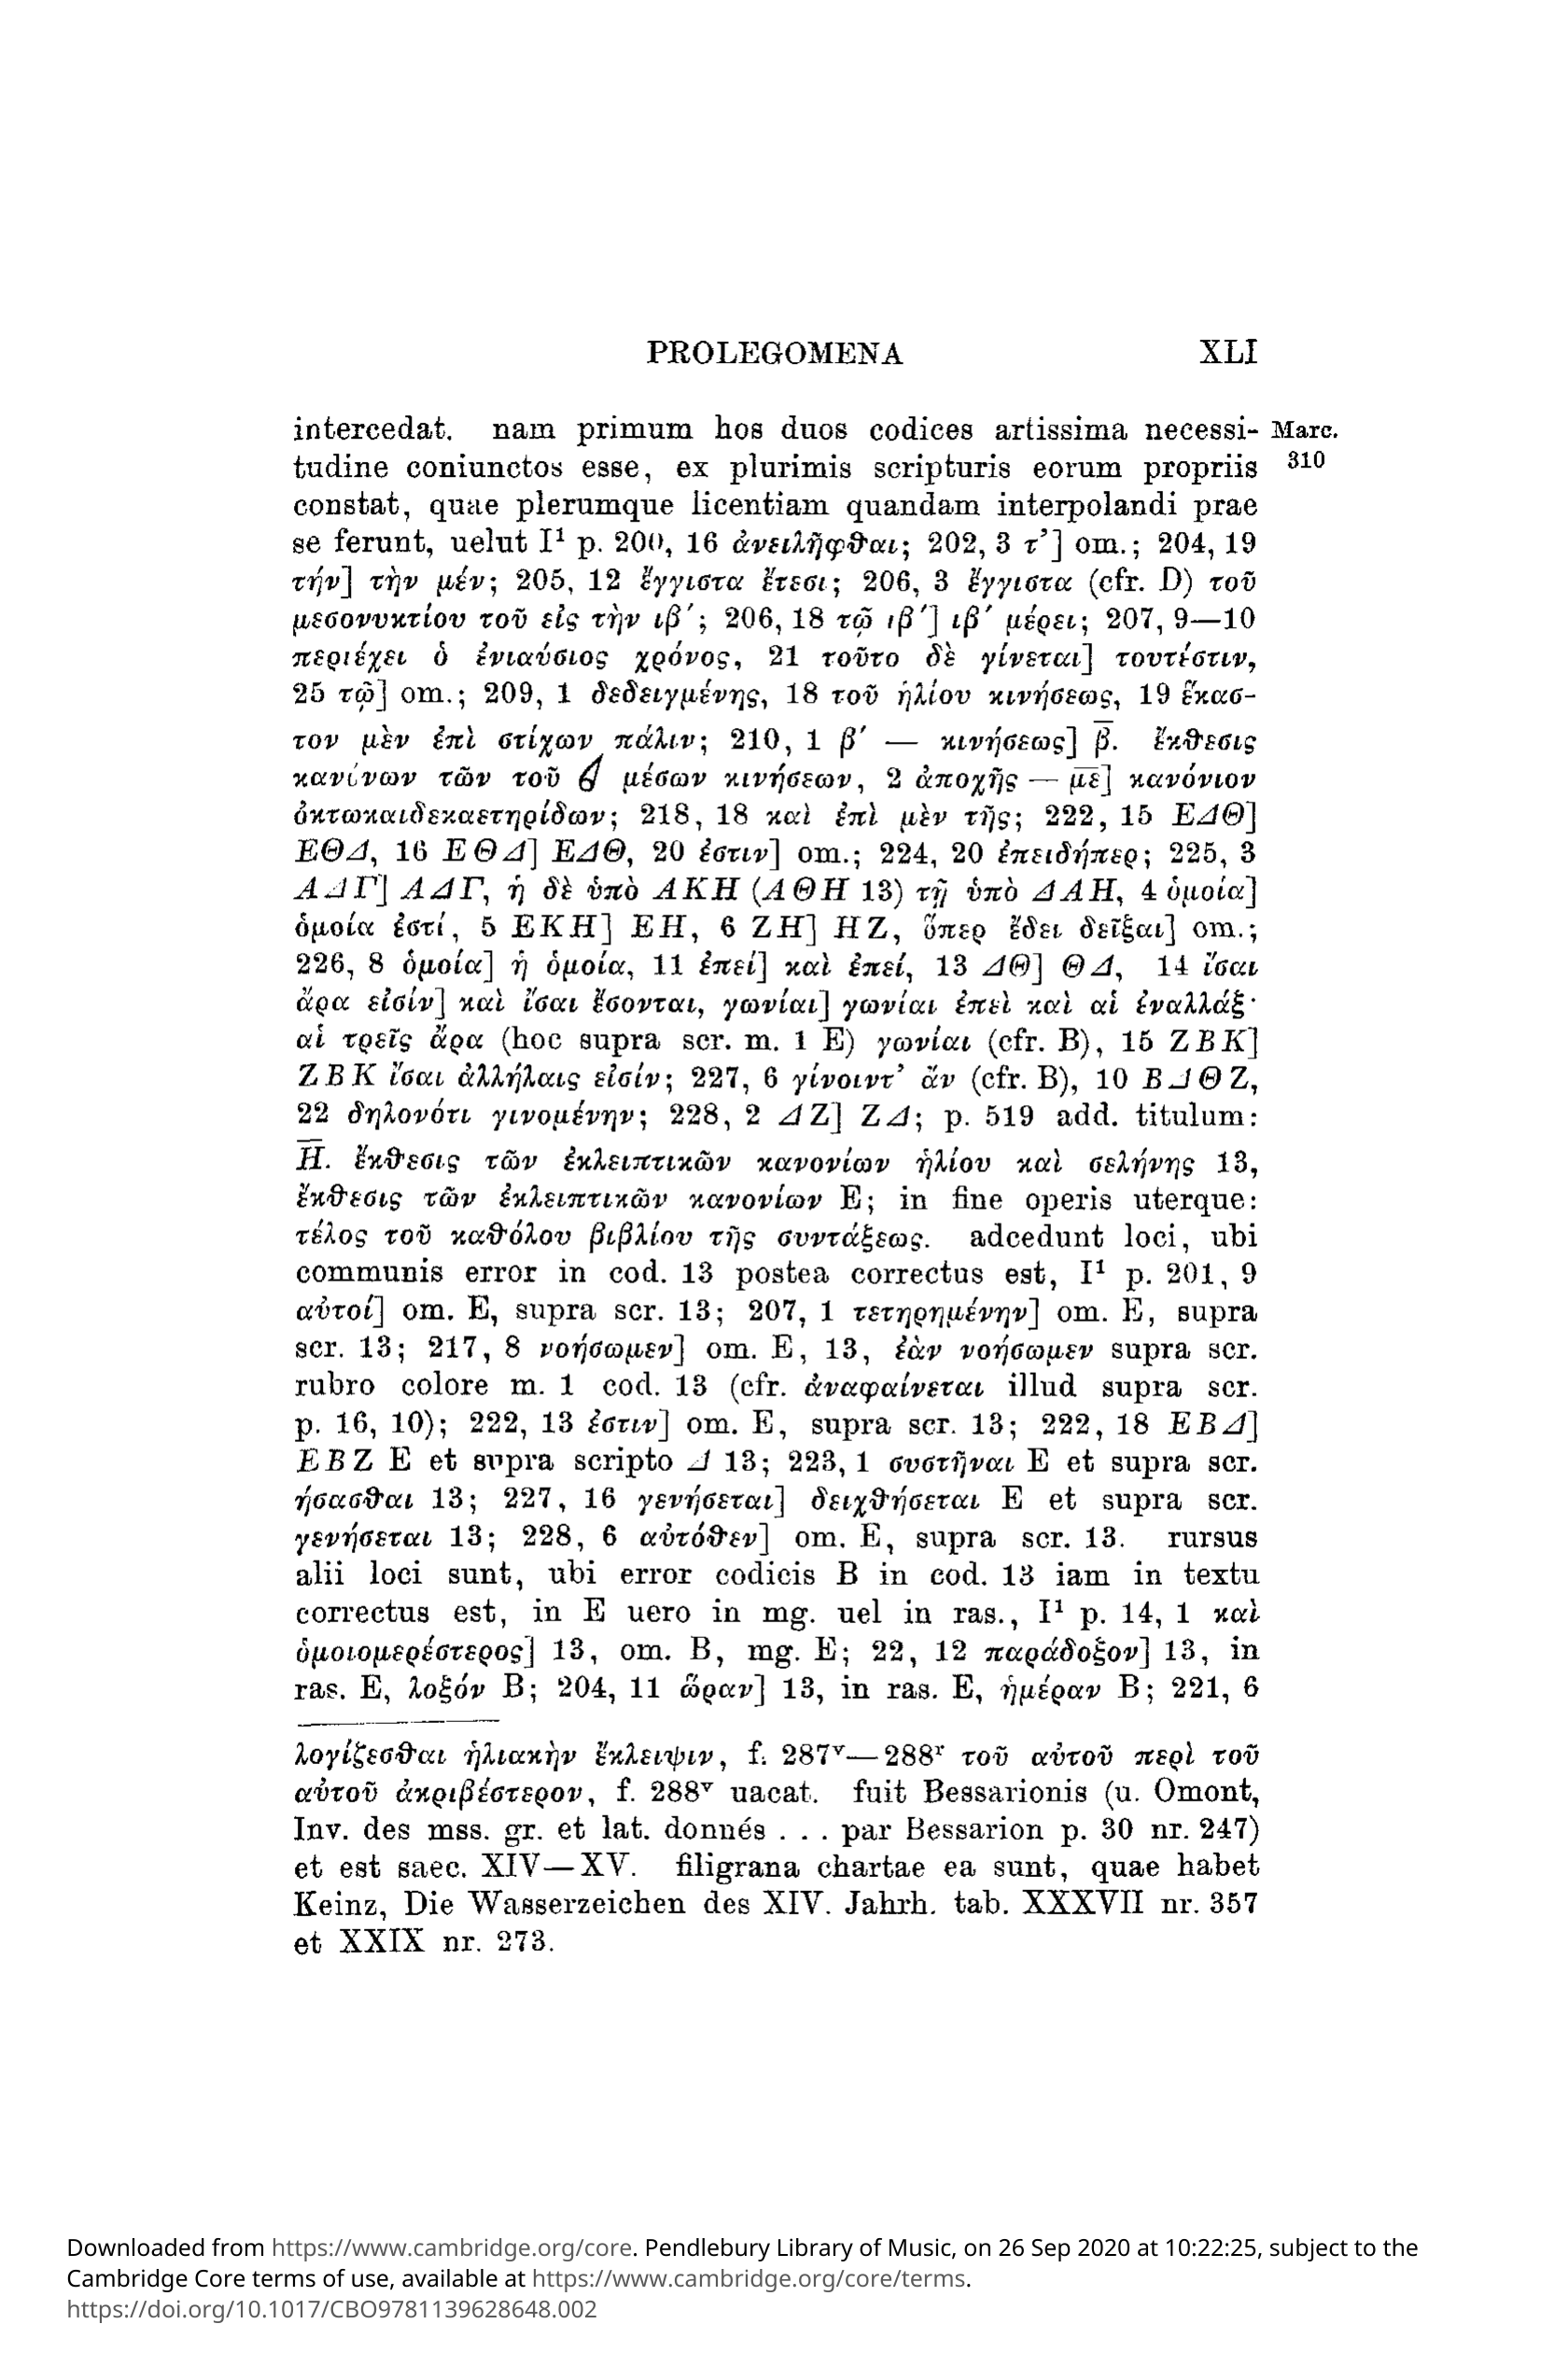 PROLEGOMENA XLI
intercedat. nam primum hos duos codices artissima necessi- Marc.
tudine coniunctos esse, ex plurimis scripturis eorum propriis 310
constat, quae plerumque licentiam quandam interpolandi prae
se ferunt, uelut I¹ p. 200, 16 ἀνειλῆφθαι; 202, 3 τ’] om.; 204, 19
τήν] τὴν μέν; 205, 12 ἔγγιστα ἔτεσι; 206, 3 ἔγγιστα (cfr. D) τοῦ
μεσονυκτίου τοῦ εἰς τὴν ιβ′; 206, 18 τῷ ιβ′] ιβ′ μέρει; 207, 9—10
περιέχει ὁ ἐνιαύσιος χρόνος, 21 τοῦτο δὲ γίνεται] τουτέστιν,
25 τῷ] om.; 209, 1 δεδειγμένης, 18 τοῦ ἡλίου κινήσεως, 19 ἕκασ-
τον μὲν ἐπὶ στίχων πάλιν; 210, 1 β′ — κινήσεως] β̅. ἔκθεσις
κανόνων τῶν τοῦ μέσων κινήσεων, 2 ἀποχῆς — μ̅ε̅] κανόνιον
ὀκτωκαιδεκαετηρίδων; 218, 18 καὶ ἐπὶ μὲν τῆς; 222, 15 ΕΔΘ]
ΕΘΔ, 16 ΕΘΔ] ΕΔΘ, 20 ἐστιν] om.; 224, 20 ἐπειδήπερ; 225, 3
ΑΔΓ] ΑΔΓ, ἡ δὲ ὑπὸ ΑΚΗ (ΑΘΗ 13) τῇ ὑπὸ ΔΑΗ, 4 ὁμοία]
ὁμοία ἐστί, 5 ΕΚΗ] ΕΗ, 6 ΖΗ] ΗΖ, ὅπερ ἔδει δεῖξαι] om.;
226, 8 ὁμοία] ἡ ὁμοία, 11 ἐπεί] καὶ ἐπεί, 13 ΔΘ] ΘΔ, 14 ἴσαι
ἄρα εἰσίν] καὶ ἴσαι ἔσονται, γωνίαι] γωνίαι ἐπεὶ καὶ αἱ ἐναλλάξ·
αἱ τρεῖς ἄρα (hoc supra scr. m. 1 E) γωνίαι (cfr. B), 15 ΖΒΚ]
ΖΒΚ ἴσαι ἀλλήλαις εἰσίν; 227, 6 γίνοιντ’ ἄν (cfr. B), 10 ΒΔΘΖ,
22 δηλονότι γινομένην; 228, 2 ΔΖ] ΖΔ; p. 519 add. titulum:
Η̅. ἔκθεσις τῶν ἐκλειπτικῶν κανονίων ἡλίου καὶ σελήνης 13,
ἔκθεσις τῶν ἐκλειπτικῶν κανονίων E; in fine operis uterque:
τέλος τοῦ καθόλου βιβλίου τῆς συντάξεως. adcedunt loci, ubi
communis error in cod. 13 postea correctus est, I¹ p. 201, 9
αὐτοί] om. E, supra scr. 13; 207, 1 τετηρημένην] om. E, supra
scr. 13; 217, 8 νοήσωμεν] om. E, 13, ἐὰν νοήσωμεν supra scr.
rubro colore m. 1 cod. 13 (cfr. ἀναφαίνεται illud supra scr.
p. 16, 10); 222, 13 ἐστιν] om. E, supra scr. 13; 222, 18 ΕΒΔ]
ΕΒΖ E et supra scripto Δ 13; 223, 1 συστῆναι E et supra scr.
ήσασθαι 13; 227, 16 γενήσεται] δειχθήσεται E et supra scr.
γενήσεται 13; 228, 6 αὐτόθεν] om. E, supra scr. 13. rursus
alii loci sunt, ubi error codicis B in cod. 13 iam in textu
correctus est, in E uero in mg. uel in ras., I¹ p. 14, 1 καὶ
ὁμοιομερέστερος] 13, om. B, mg. E; 22, 12 παράδοξον] 13, in
ras. E, λοξόν B; 204, 11 ὥραν] 13, in ras. E, ἡμέραν B; 221, 6
λογίζεσθαι ἡλιακὴν ἔκλειψιν, f. 287ᵛ—288ʳ τοῦ αὐτοῦ περὶ τοῦ
αὐτοῦ ἀκριβέστερον, f. 288ᵛ uacat. fuit Bessarionis (u. Omont,
Inv. des mss. gr. et lat. donnés . . . par Bessarion p. 30 nr. 247)
et est saec. XIV—XV. filigrana chartae ea sunt, quae habet
Keinz, Die Wasserzeichen des XIV. Jahrh. tab. XXXVII nr. 357
et XXIX nr. 273.
Downloaded from https://www.cambridge.org/core. Pendlebury Library of Music, on 26 Sep 2020 at 10:22:25, subject to the
Cambridge Core terms of use, available at https://www.cambridge.org/core/terms.
https://doi.org/10.1017/CBO9781139628648.002